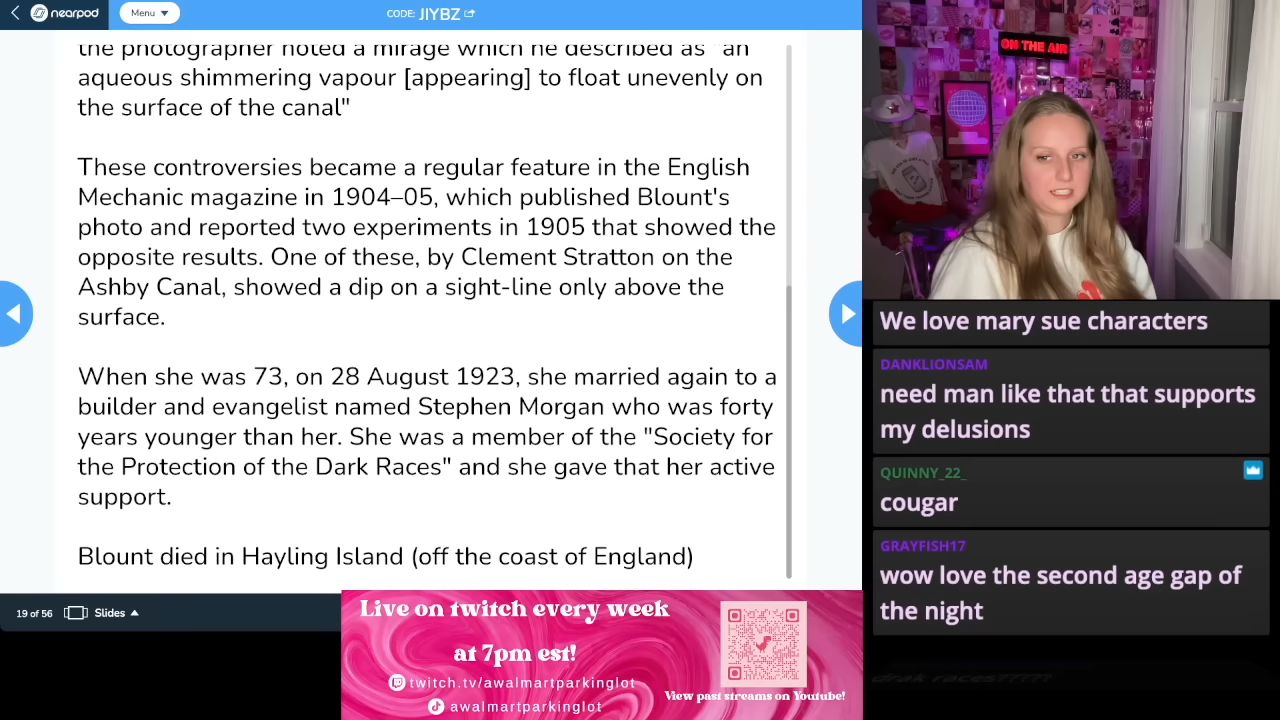 nearpod
Menu
CODE: JIYBZ
the photographer noted a mirage which he described as "an
aqueous shimmering vapour [appearing] to float unevenly on
the surface of the canal"
These controversies became a regular feature in the English
Mechanic magazine in 1904–05, which published Blount's
photo and reported two experiments in 1905 that showed the
opposite results. One of these, by Clement Stratton on the
Ashby Canal, showed a dip on a sight-line only above the
surface.
When she was 73, on 28 August 1923, she married again to a
builder and evangelist named Stephen Morgan who was forty
years younger than her. She was a member of the "Society for
the Protection of the Dark Races" and she gave that her active
support.
Blount died in Hayling Island (off the coast of England)
19 of 56
Slides
Live on twitch every week
at 7pm est!
twitch.tv/awalmartparkinglot
awalmartparkinglot
View past streams on Youtube!
ON THE AIR
We love mary sue characters
DANKLIONSAM
need man like that that supports
my delusions
QUINNY_22_
cougar
GRAYFISH17
wow love the second age gap of
the night
drak races?????